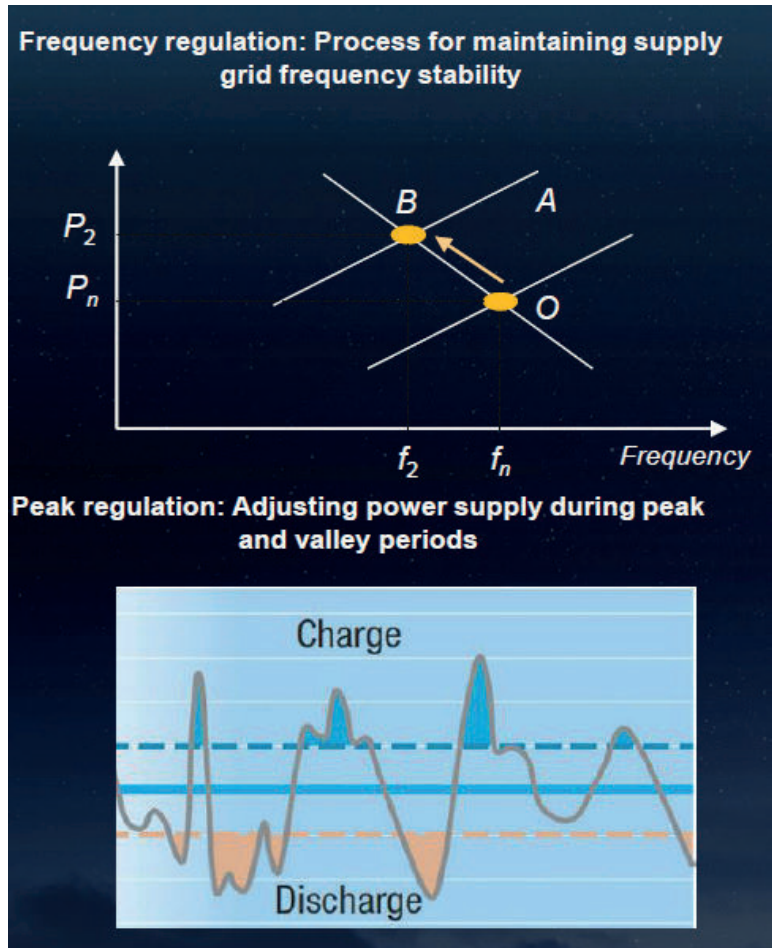 Frequency regulation: Process for maintaining supply
grid frequency stability
B
A
P2
Pn
O
f2
fn
Frequency
Peak regulation: Adjusting power supply during peak
and valley periods
Charge
Discharge